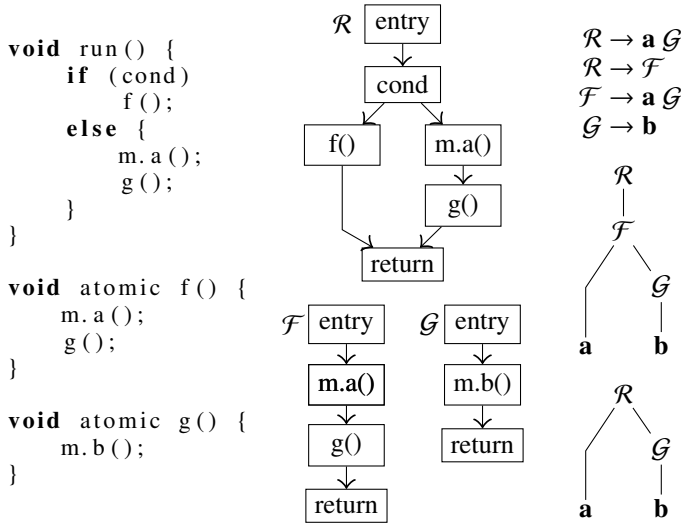 void run() {
if (cond)
f();
else {
m.a();
g();
}
}
void atomic f() {
m.a();
g();
}
void atomic g() {
m.b();
}
ℛ entry
cond
f() m.a()
g()
return
ℱ entry
m.a()
g()
return
𝒢 entry
m.b()
return
ℛ → a 𝒢
ℛ → ℱ
ℱ → a 𝒢
𝒢 → b
ℛ
ℱ
𝒢
a b
ℛ
𝒢
a b